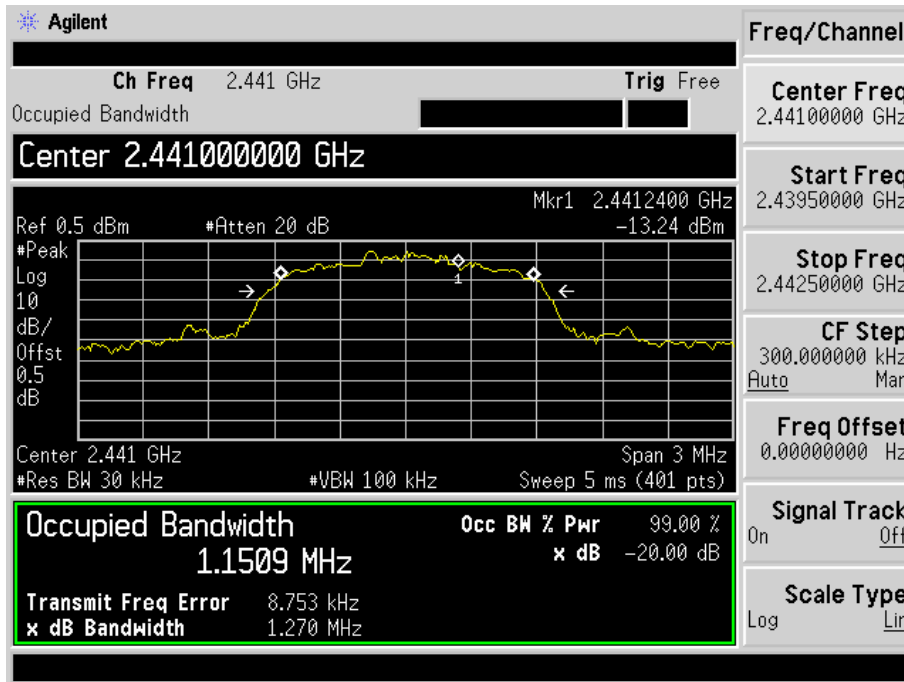 Agilent
Ch Freq 2.441 GHz Trig Free
Occupied Bandwidth
Center 2.441000000 GHz
Mkr1 2.4412400 GHz
Ref 0.5 dBm #Atten 20 dB -13.24 dBm
#Peak
Log
10
dB/
Offst
0.5
dB
1
Center 2.441 GHz Span 3 MHz
#Res BW 30 kHz #VBW 100 kHz Sweep 5 ms (401 pts)
Occupied Bandwidth Occ BW % Pwr 99.00 %
1.1509 MHz x dB -20.00 dB
Transmit Freq Error 8.753 kHz
x dB Bandwidth 1.270 MHz
Freq/Channel
Center Freq
2.44100000 GHz
Start Freq
2.43950000 GHz
Stop Freq
2.44250000 GHz
CF Step
300.000000 kHz
Auto Man
Freq Offset
0.00000000 Hz
Signal Track
On Off
Scale Type
Log Lin